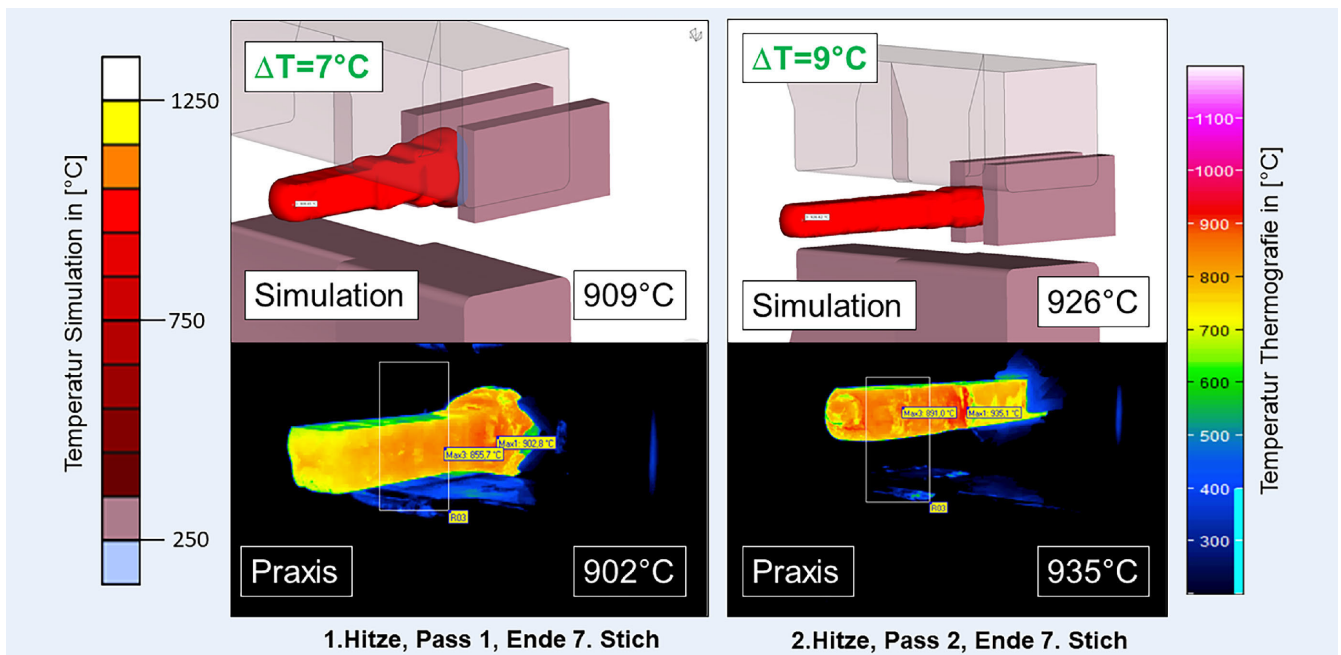 Temperatur Simulation in [°C]
1250
750
250
ΔT=7°C
Simulation
909°C
Max1: 902.8 °C
Max3: 855.7 °C
R03
Praxis
902°C
1.Hitze, Pass 1, Ende 7. Stich
ΔT=9°C
Simulation
926°C
Max3: 891.0 °C
Max1: 935.1 °C
R03
Praxis
935°C
2.Hitze, Pass 2, Ende 7. Stich
1100
1000
900
800
700
600
500
400
300
Temperatur Thermografie in [°C]